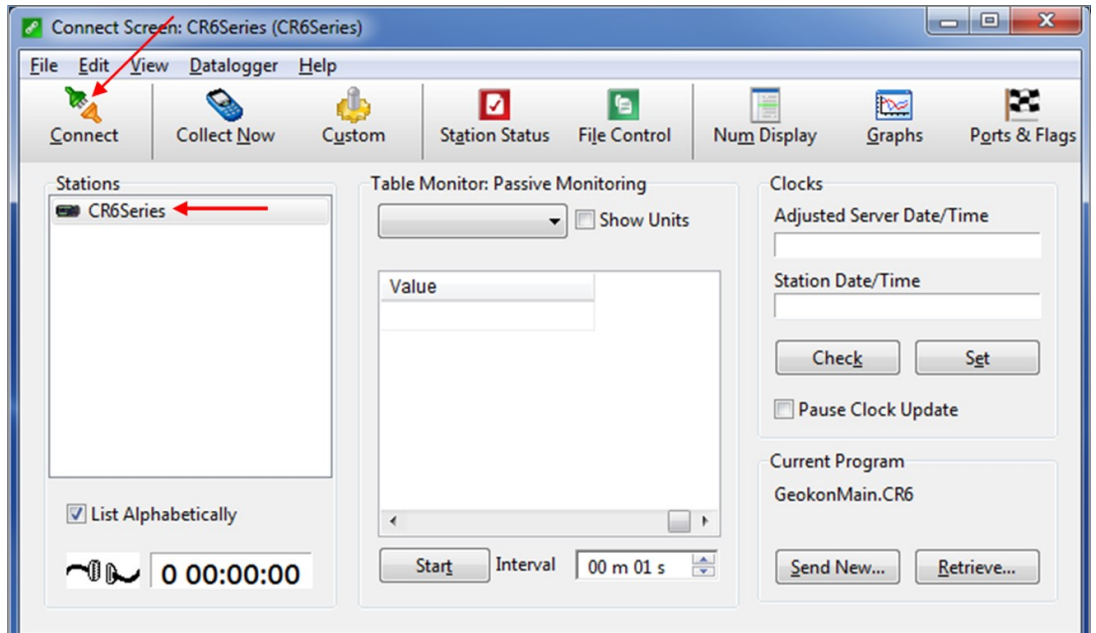 Connect Screen: CR6Series (CR6Series)
File Edit View Datalogger Help
Connect Collect Now Custom Station Status File Control Num Display Graphs Ports & Flags
Stations
CR6Series
List Alphabetically
0 00:00:00
Table Monitor: Passive Monitoring
Show Units
Value
Start Interval 00 m 01 s
Clocks
Adjusted Server Date/Time
Station Date/Time
Check Set
Pause Clock Update
Current Program
GeokonMain.CR6
Send New... Retrieve...